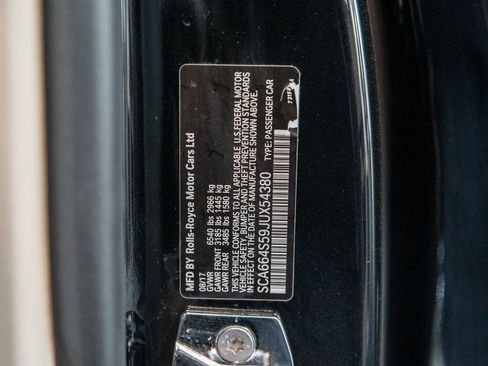 MFD BY Rolls-Royce Motor Cars Ltd
08/17
GVWR 6540 lbs 2966 kg
GAWR FRONT 3185 lbs 1445 kg
GAWR REAR 3485 lbs 1580 kg
THIS VEHICLE CONFORMS TO ALL APPLICABLE U.S.FEDERAL MOTOR
VEHICLE SAFETY, BUMPER AND THEFT PREVENTION STANDARDS
IN EFFECT ON THE DATE OF MANUFACTURE SHOWN ABOVE.
SCA664S59JUX54380 TYPE: PASSENGER CAR